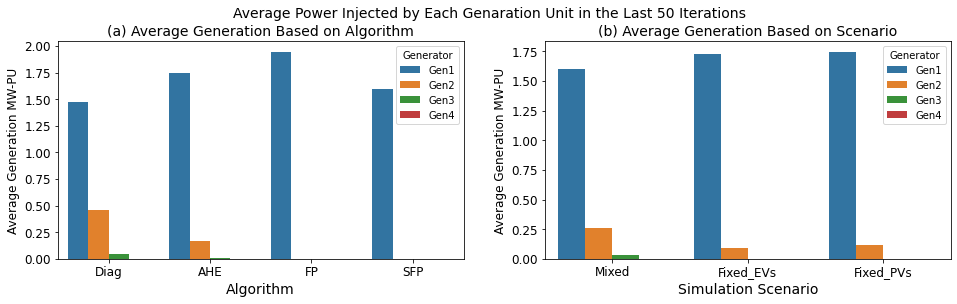 Average Power Injected by Each Genaration Unit in the Last 50 Iterations
(a) Average Generation Based on Algorithm
Average Generation MW-PU
2.00
1.75
1.50
1.25
1.00
0.75
0.50
0.25
0.00
Generator
Gen1
Gen2
Gen3
Gen4
Diag AHE FP SFP
Algorithm
(b) Average Generation Based on Scenario
Average Generation MW-PU
1.75
1.50
1.25
1.00
0.75
0.50
0.25
0.00
Generator
Gen1
Gen2
Gen3
Gen4
Mixed Fixed_EVs Fixed_PVs
Simulation Scenario